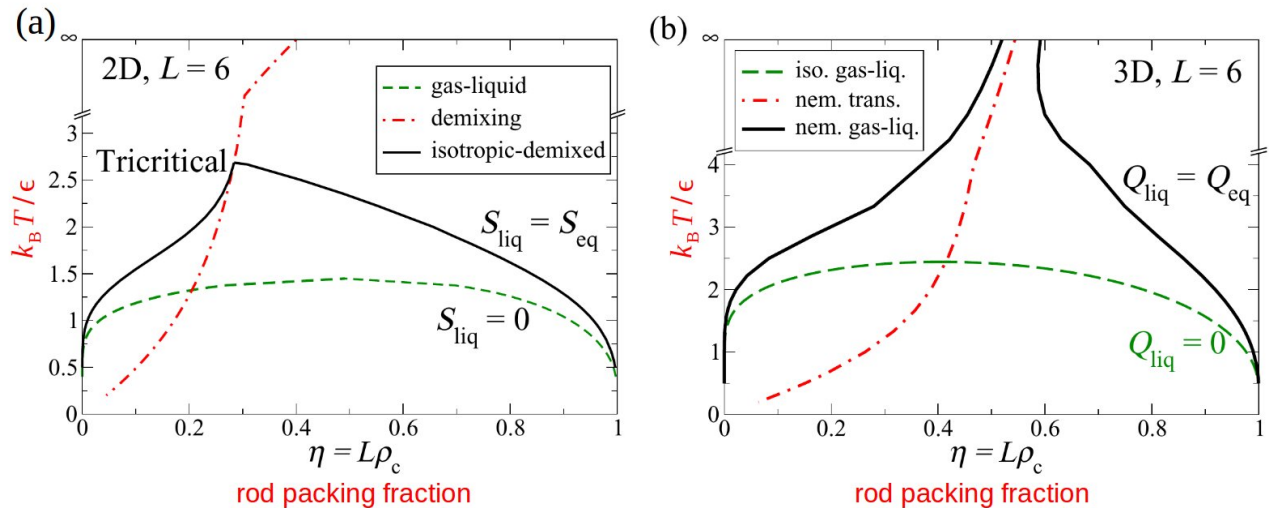 (a)
∞
2D, L = 6
gas-liquid
demixing
isotropic-demixed
3
Tricritical
2.5
2
1.5
1
0.5
0
k_B T/ϵ
S_liq = S_eq
S_liq = 0
0
0.2
0.4
0.6
0.8
1
η = Lρ_c
rod packing fraction
(b)
∞
iso. gas-liq.
nem. trans.
nem. gas-liq.
3D, L = 6
4
3
2
1
0
k_B T/ϵ
Q_liq = Q_eq
Q_liq = 0
0
0.2
0.4
0.6
0.8
1
η = Lρ_c
rod packing fraction